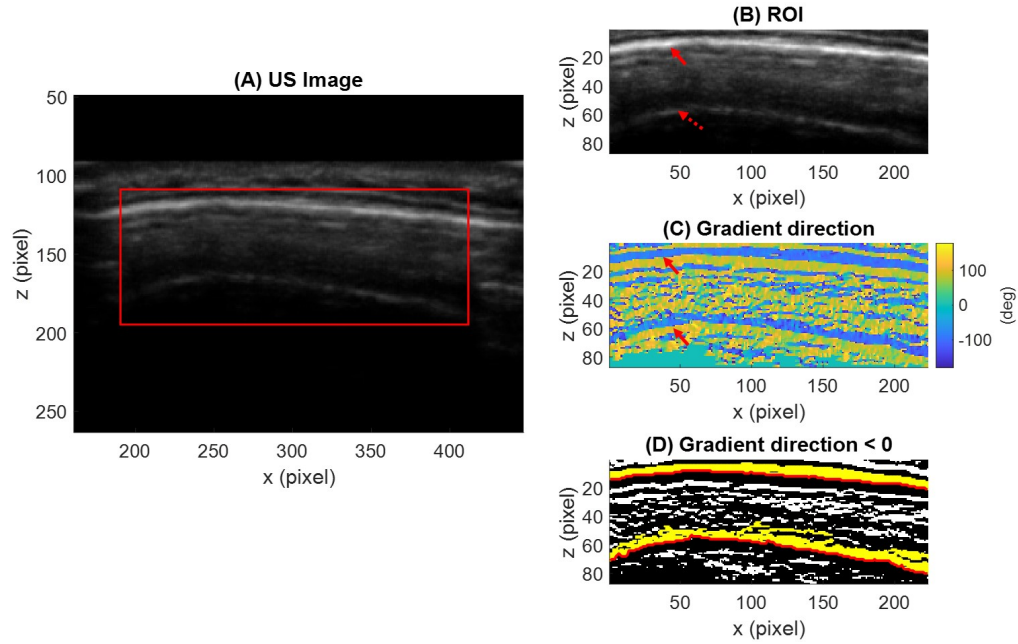 (A) US Image
50
100
150
200
250
z (pixel)
200 250 300 350 400
x (pixel)
(B) ROI
20
40
60
80
z (pixel)
50 100 150 200
x (pixel)
(C) Gradient direction
20
40
60
80
z (pixel)
50 100 150 200
x (pixel)
100
0
-100
(deg)
(D) Gradient direction < 0
20
40
60
80
z (pixel)
50 100 150 200
x (pixel)